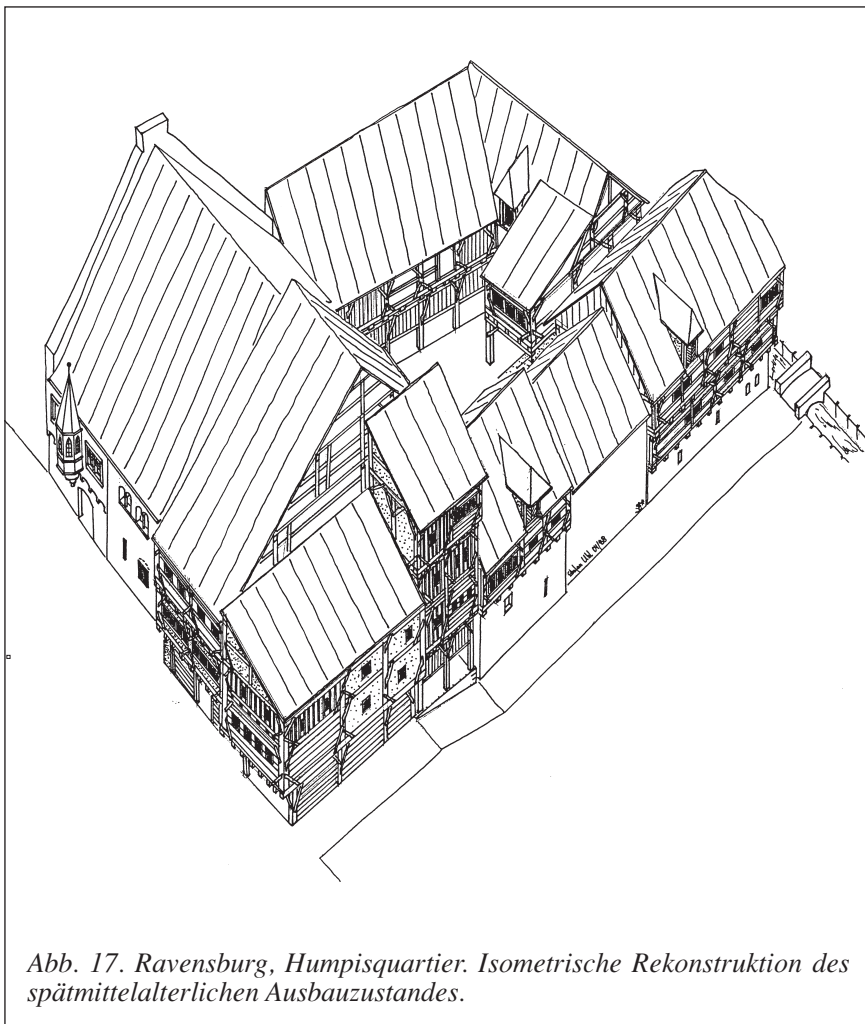 Abb. 17. Ravensburg, Humpisquartier. Isometrische Rekonstruktion des
spätmittelalterlichen Ausbauzustandes.